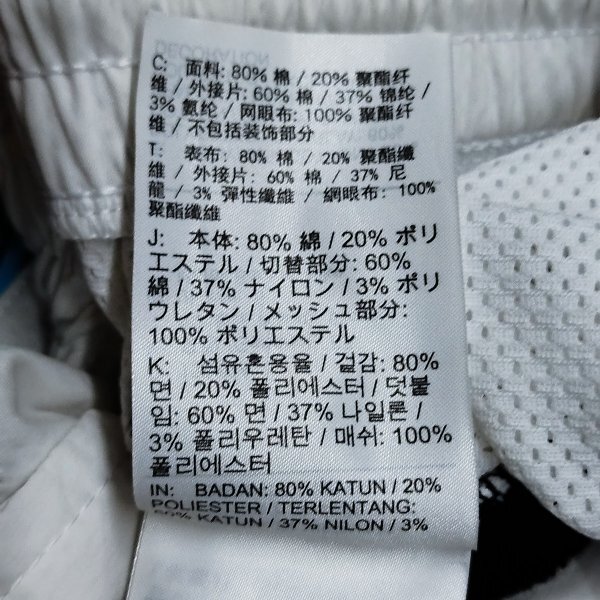 C: 面料: 80% 棉 / 20% 聚酯纤
维 / 外接片: 60% 棉 / 37% 锦纶 /
3% 氨纶 / 网眼布: 100% 聚酯纤
维 / 不包括装饰部分
T: 表布: 80% 棉 / 20% 聚酯纖
維 / 外接片: 60% 棉 / 37% 尼
龍 / 3% 彈性纖維 / 網眼布: 100%
聚酯纖維
J: 本体: 80% 綿 / 20% ポリ
エステル / 切替部分: 60%
綿 / 37% ナイロン / 3% ポリ
ウレタン / メッシュ部分:
100% ポリエステル
K: 섬유혼용율 / 겉감: 80%
면 / 20% 폴리에스터 / 덧붙
임: 60% 면 / 37% 나일론 /
3% 폴리우레탄 / 매쉬: 100%
폴리에스터
IN: BADAN: 80% KATUN / 20%
POLIESTER / TERLENTANG:
60% KATUN / 37% NILON / 3%